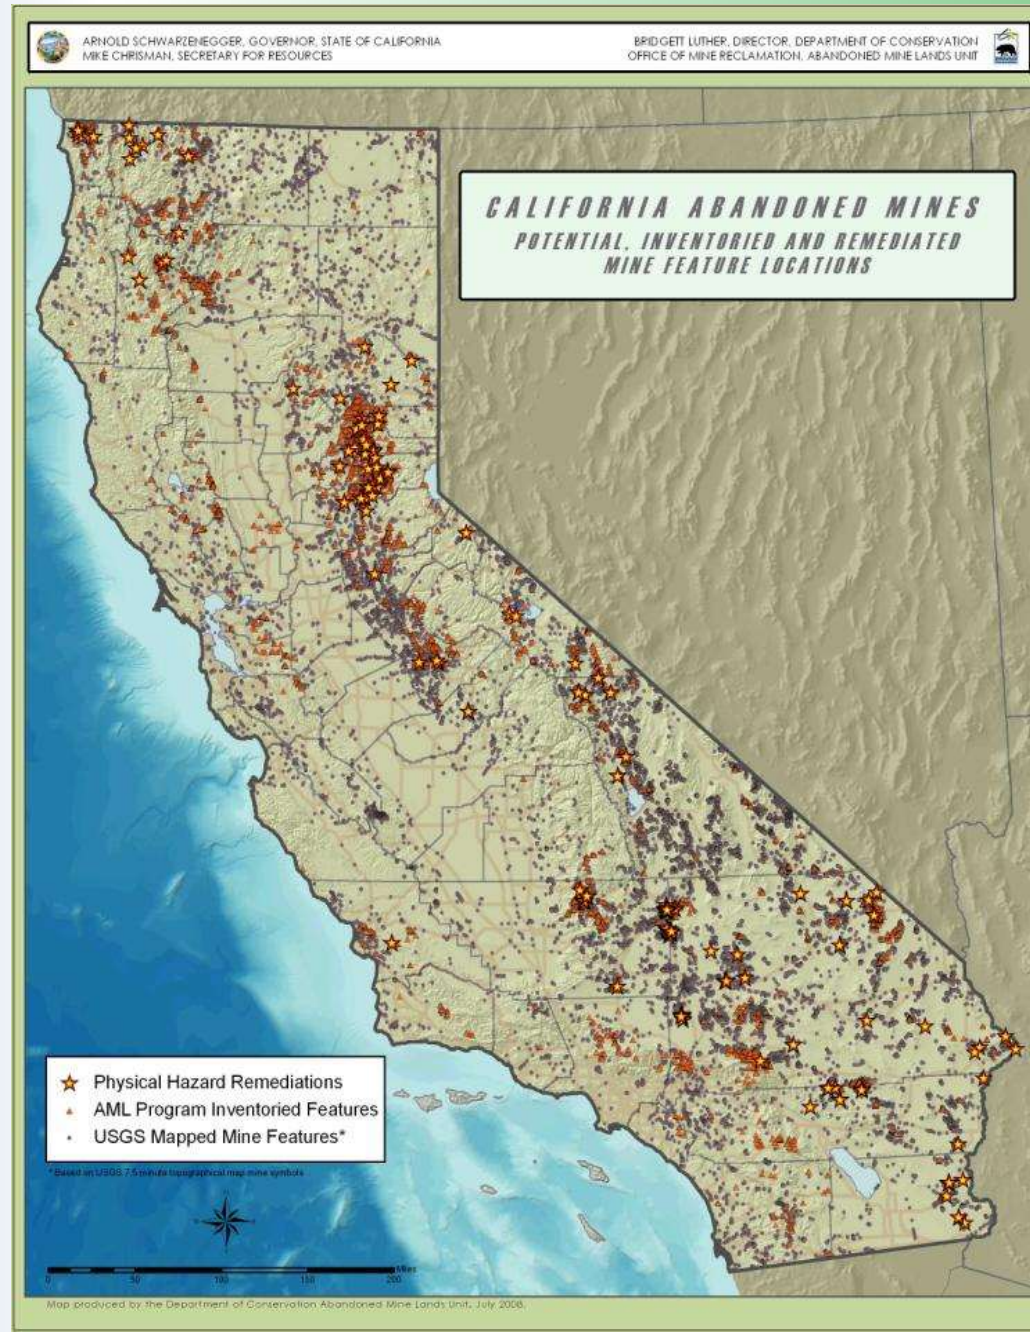 ARNOLD SCHWARZENEGGER, GOVERNOR, STATE OF CALIFORNIA
MIKE CHRISMAN, SECRETARY FOR RESOURCES
BRIDGETT LUTHER, DIRECTOR, DEPARTMENT OF CONSERVATION
OFFICE OF MINE RECLAMATION, ABANDONED MINE LANDS UNIT
CALIFORNIA ABANDONED MINES
POTENTIAL, INVENTORIED AND REMEDIATED
MINE FEATURE LOCATIONS
Physical Hazard Remediations
AML Program Inventoried Features
USGS Mapped Mine Features*
* Based on USGS 7.5 minute topographical map mine symbols
Miles
0 50 100 150 200
Map produced by the Department of Conservation Abandoned Mine Lands Unit, July 2008.